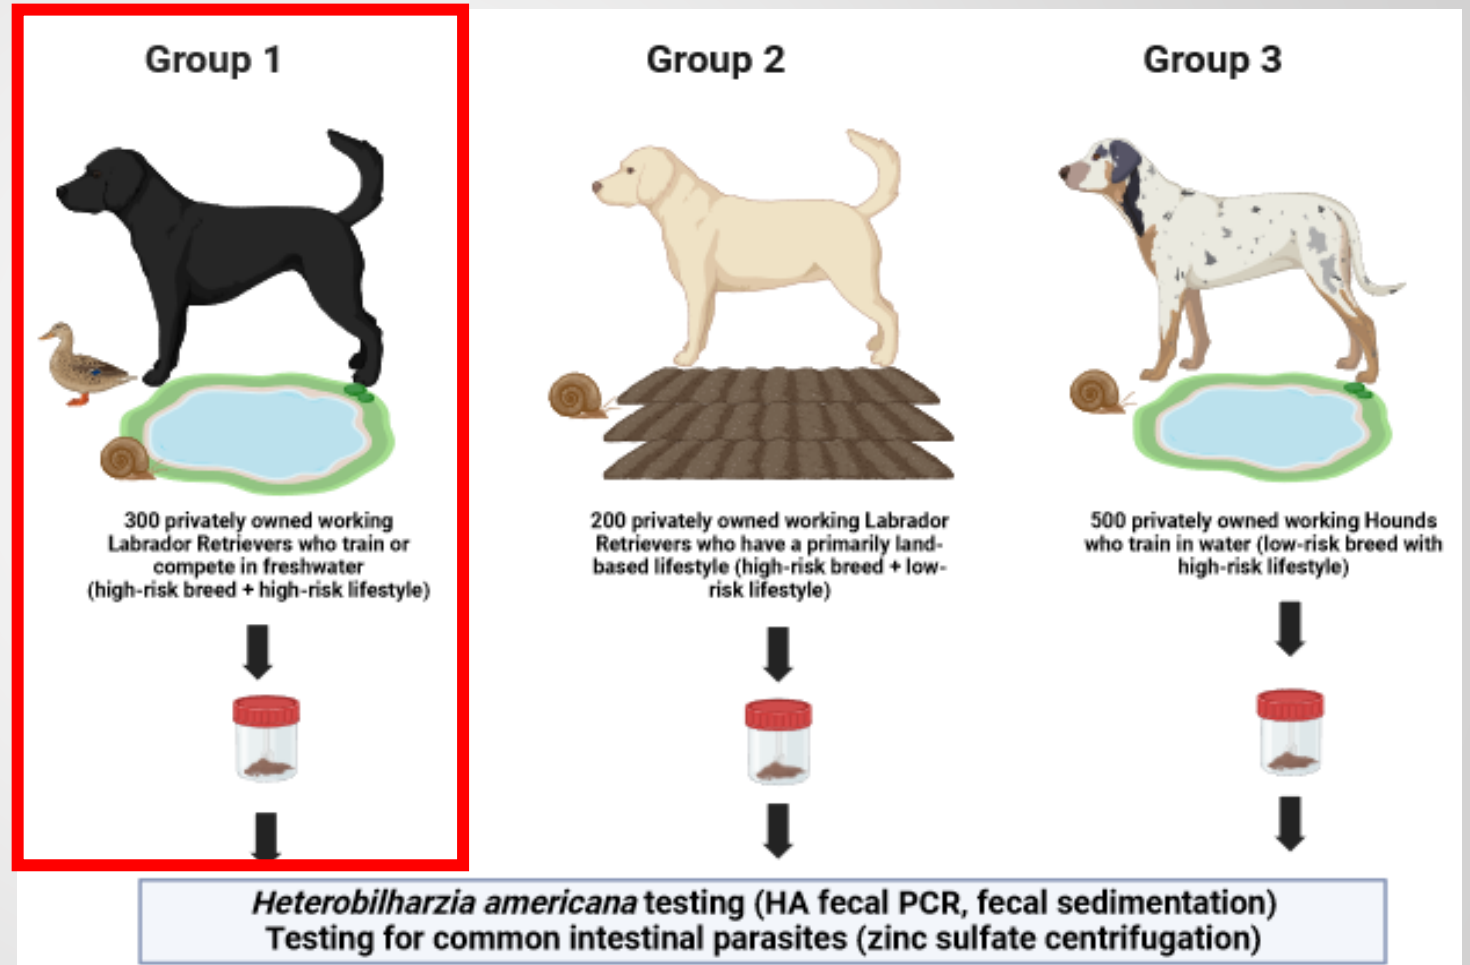 Group 1
300 privately owned working
Labrador Retrievers who train or
compete in freshwater
(high-risk breed + high-risk lifestyle)
Group 2
200 privately owned working Labrador
Retrievers who have a primarily land-
based lifestyle (high-risk breed + low-
risk lifestyle)
Group 3
500 privately owned working Hounds
who train in water (low-risk breed with
high-risk lifestyle)
Heterobilharzia americana testing (HA fecal PCR, fecal sedimentation)
Testing for common intestinal parasites (zinc sulfate centrifugation)